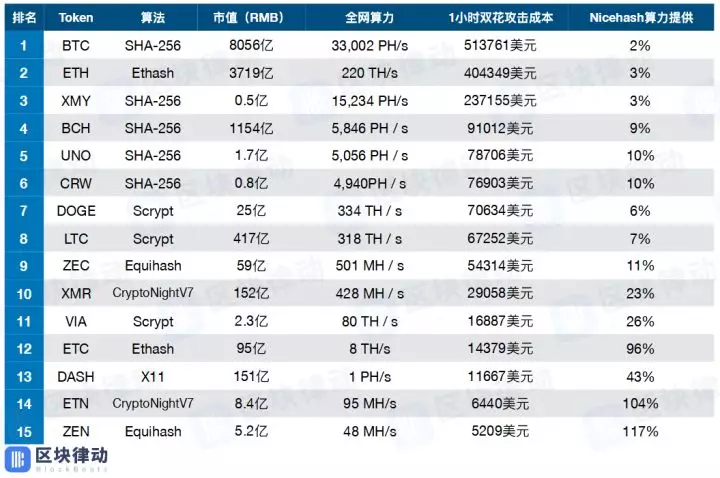 排名 Token 算法 市值（RMB） 全网算力 1小时双花攻击成本 Nicehash算力提供
1 BTC SHA-256 8056亿 33,002 PH/s 513761美元 2%
2 ETH Ethash 3719亿 220 TH/s 404349美元 3%
3 XMY SHA-256 0.5亿 15,234 PH/s 237155美元 3%
4 BCH SHA-256 1154亿 5,846 PH / s 91012美元 9%
5 UNO SHA-256 1.7亿 5,056 PH / s 78706美元 10%
6 CRW SHA-256 0.8亿 4,940PH / s 76903美元 10%
7 DOGE Scrypt 25亿 334 TH / s 70634美元 6%
8 LTC Scrypt 417亿 318 TH / s 67252美元 7%
9 ZEC Equihash 59亿 501 MH / s 54314美元 11%
10 XMR CryptoNightV7 152亿 428 MH / s 29058美元 23%
11 VIA Scrypt 2.3亿 80 TH / s 16887美元 26%
12 ETC Ethash 95亿 8 TH/s 14379美元 96%
13 DASH X11 151亿 1 PH/s 11667美元 43%
14 ETN CryptoNightV7 8.4亿 95 MH/s 6440美元 104%
15 ZEN Equihash 5.2亿 48 MH/s 5209美元 117%
区块律动
BlockBeats